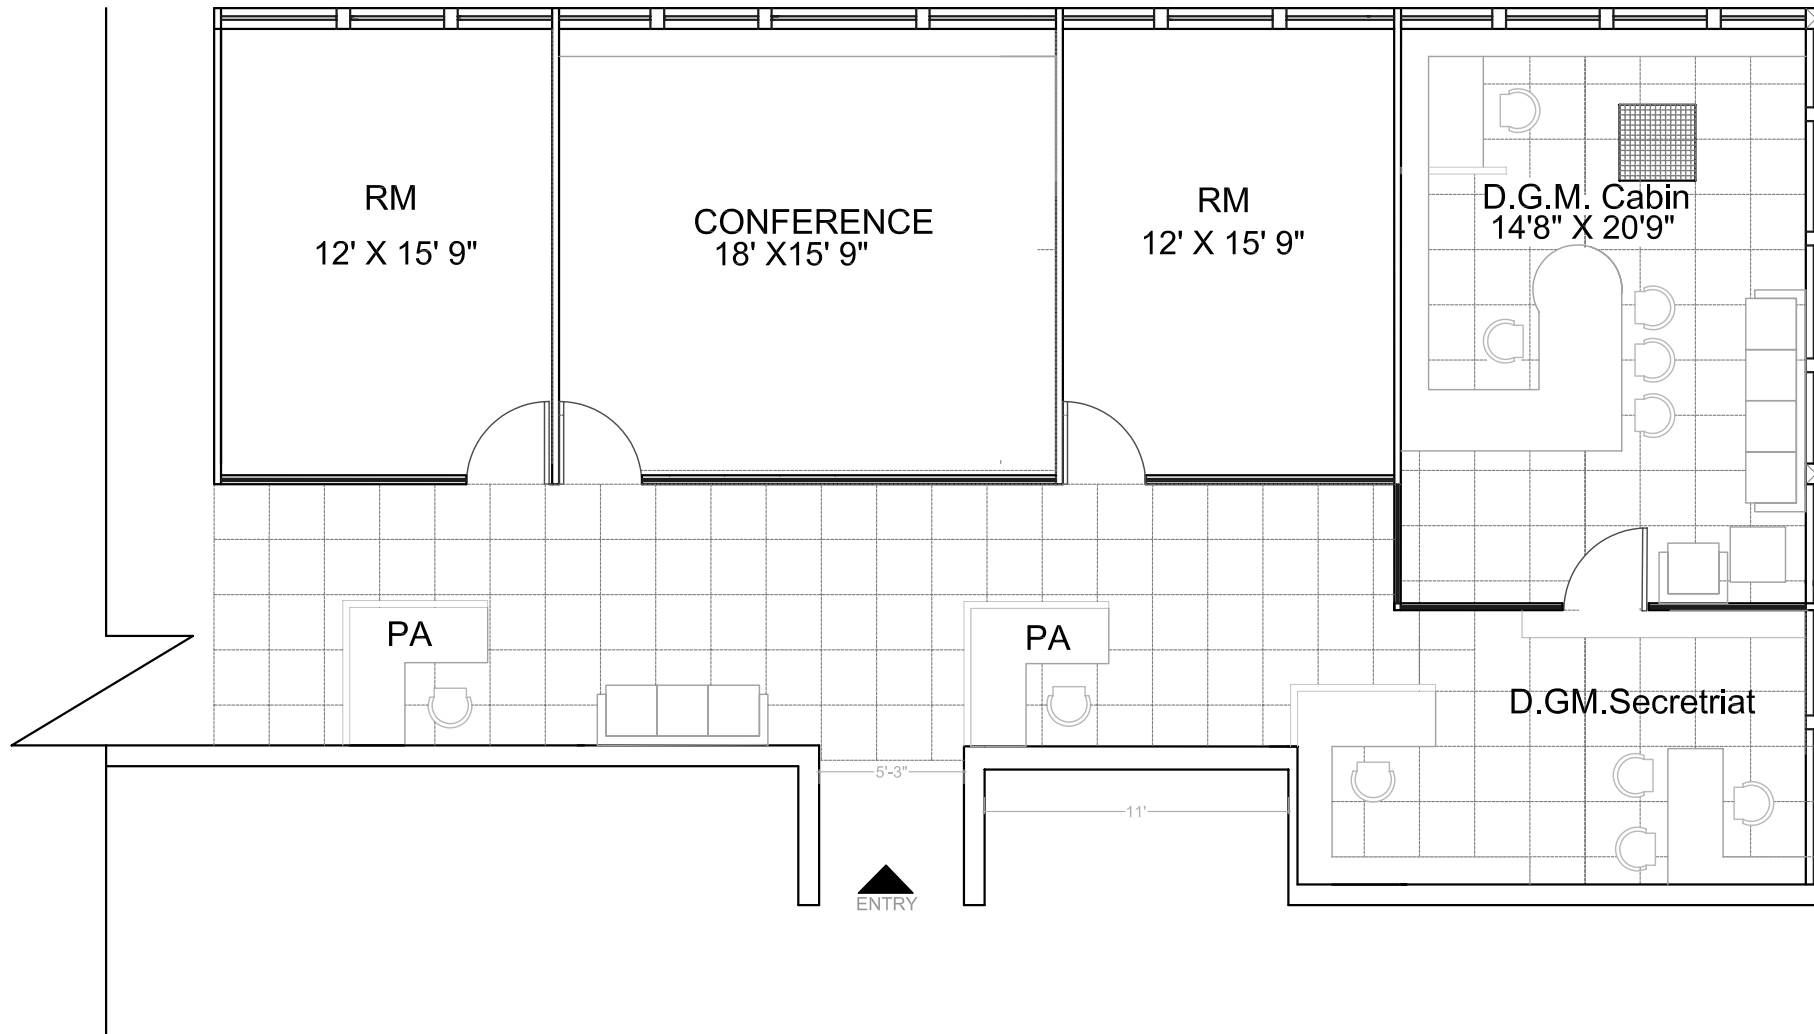 RM
12' X 15' 9"
CONFERENCE
18' X15' 9"
RM
12' X 15' 9"
D.G.M. Cabin
14'8" X 20'9"
PA
PA
D.GM.Secretriat
5'-3"
11'
ENTRY